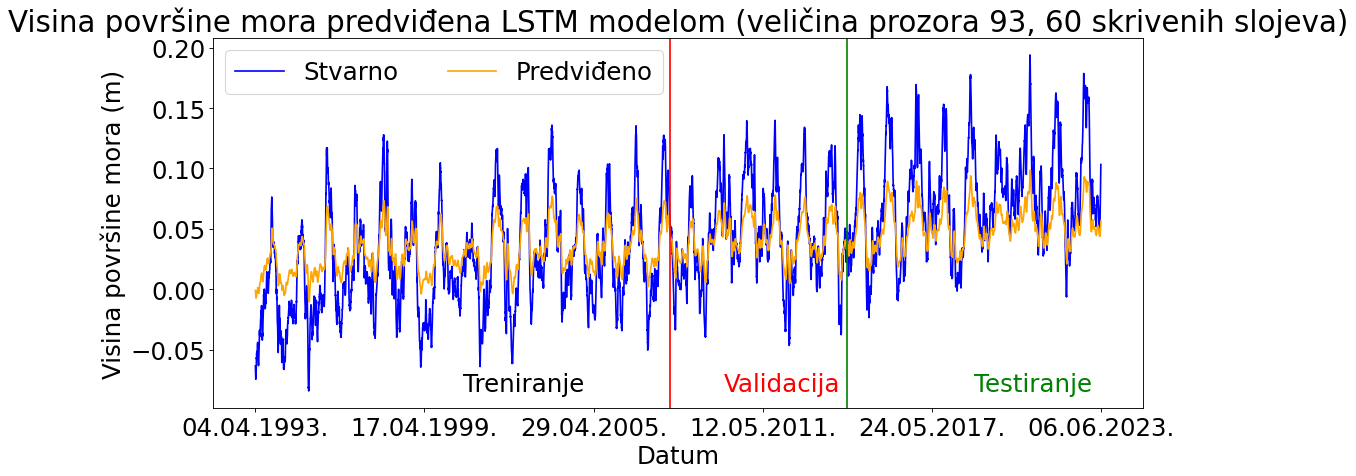 Visina površine mora predviđena LSTM modelom (veličina prozora 93, 60 skrivenih slojeva)
Stvarno Predviđeno
Visina površine mora (m)
0.20
0.15
0.10
0.05
0.00
−0.05
Treniranje Validacija Testiranje
04.04.1993. 17.04.1999. 29.04.2005. 12.05.2011. 24.05.2017. 06.06.2023.
Datum